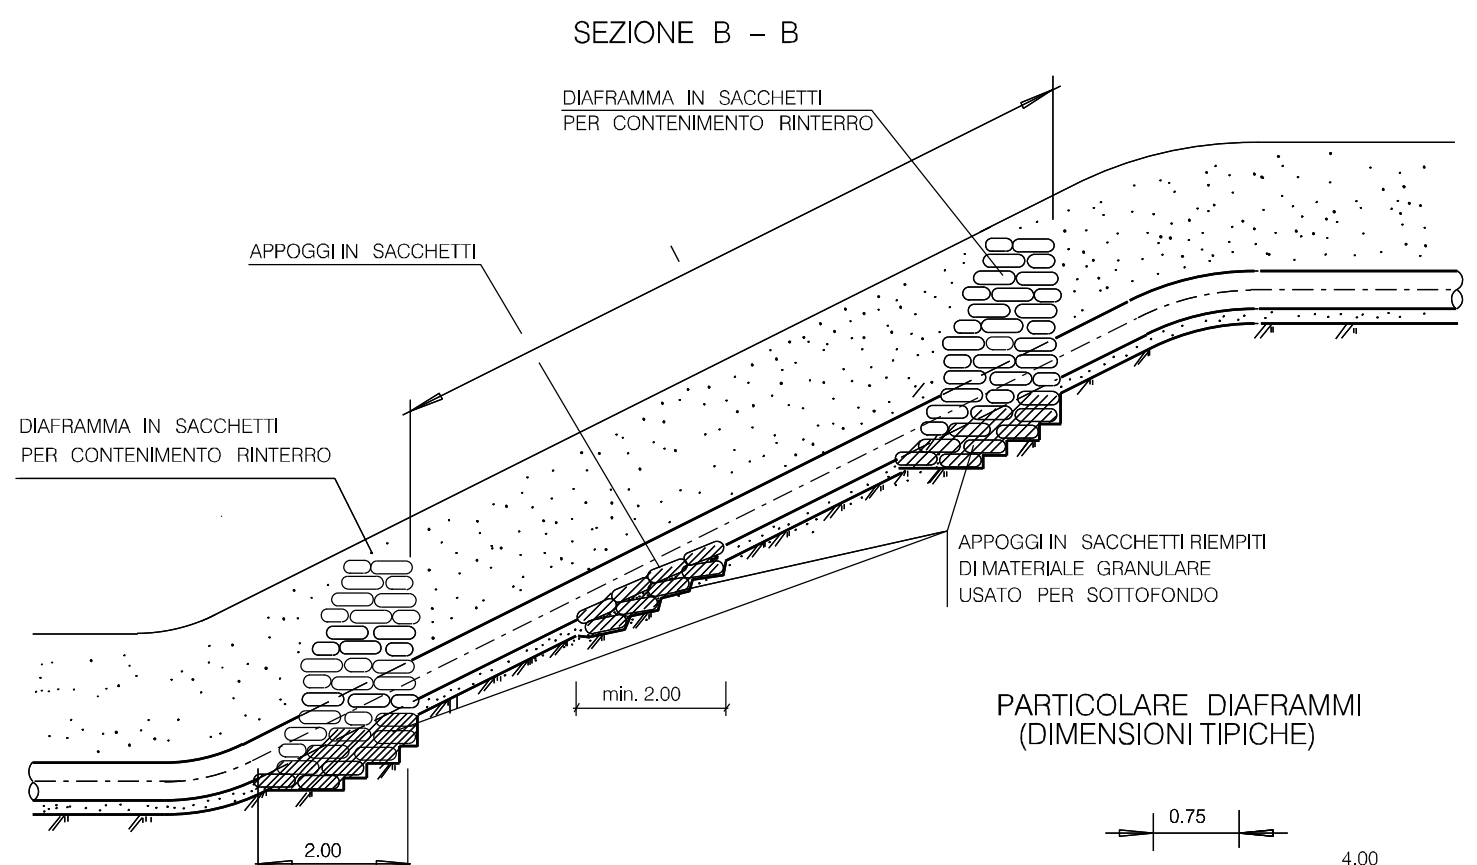 SEZIONE B – B
DIAFRAMMA IN SACCHETTI
PER CONTENIMENTO RINTERRO
APPOGGI IN SACCHETTI
DIAFRAMMA IN SACCHETTI
PER CONTENIMENTO RINTERRO
APPOGGI IN SACCHETTI RIEMPITI
DI MATERIALE GRANULARE
USATO PER SOTTOFONDO
min. 2.00
PARTICOLARE DIAFRAMMI
(DIMENSIONI TIPICHE)
0.75
2.00
4.00